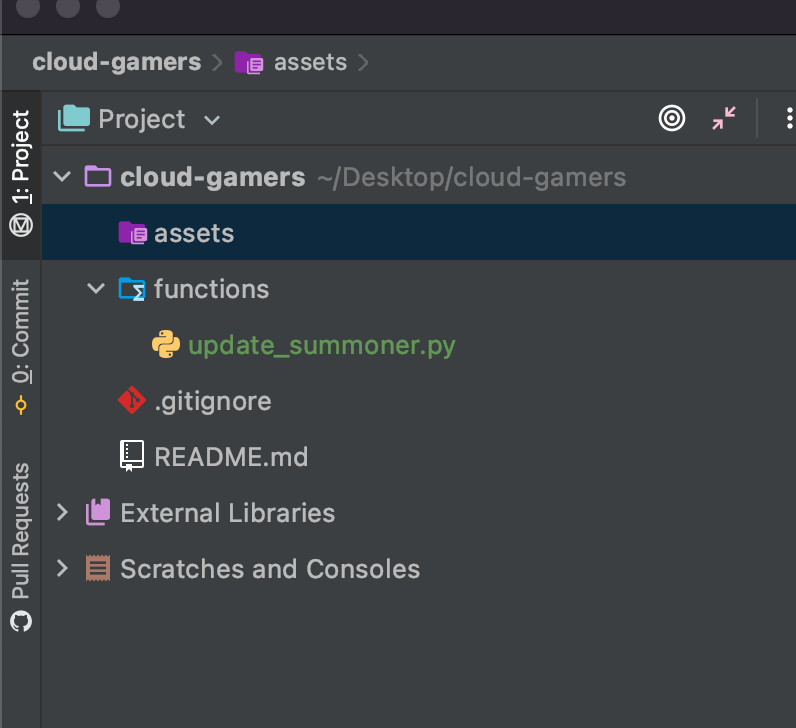 cloud-gamers assets
Project
cloud-gamers ~/Desktop/cloud-gamers
assets
functions
update_summoner.py
.gitignore
README.md
External Libraries
Scratches and Consoles
1: Project
0: Commit
Pull Requests